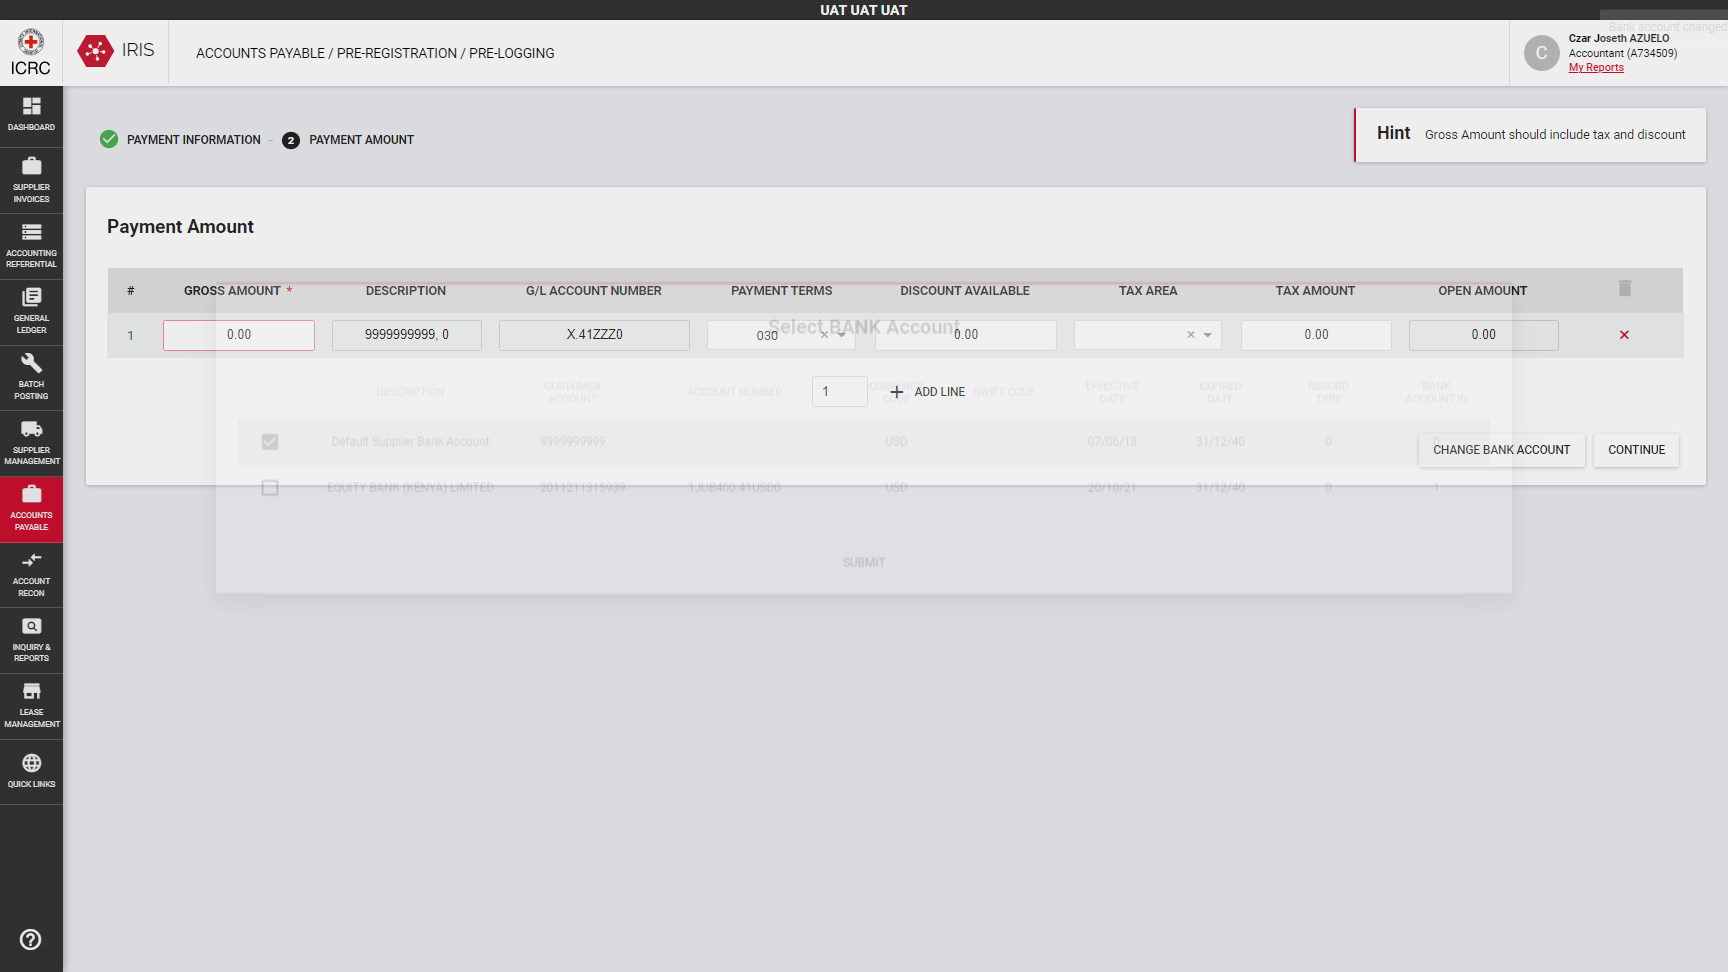 UAT UAT UAT
Bank account changed
ICRC
IRIS
ACCOUNTS PAYABLE / PRE-REGISTRATION / PRE-LOGGING
C
Czar Joseth AZUELO
Accountant (A734509)
My Reports
DASHBOARD
SUPPLIER
INVOICES
ACCOUNTING
REFERENTIAL
GENERAL
LEDGER
BATCH
POSTING
SUPPLIER
MANAGEMENT
ACCOUNTS
PAYABLE
ACCOUNT
RECON
INQUIRY &
REPORTS
LEASE
MANAGEMENT
QUICK LINKS
PAYMENT INFORMATION – 2 PAYMENT AMOUNT
Hint Gross Amount should include tax and discount
Payment Amount
# GROSS AMOUNT * DESCRIPTION G/L ACCOUNT NUMBER PAYMENT TERMS DISCOUNT AVAILABLE TAX AREA TAX AMOUNT OPEN AMOUNT
1 0.00 9999999999, 0 X.41ZZZ0 030 × 0.00 × 0.00 0.00 ×
1 + ADD LINE
CHANGE BANK ACCOUNT CONTINUE
Select BANK Account
DESCRIPTION CUSTOMER ACCOUNT ACCOUNT NUMBER CURRENCY CODE SWIFT CODE EFFECTIVE DATE EXPIRED DATE RECORD TYPE BANK ACCOUNT ID
Default Supplier Bank Account 9999999999 USD 07/06/18 31/12/40 0 0
EQUITY BANK (KENYA) LIMITED 2011211315939 1JUB400.41USD0 USD 20/10/21 31/12/40 0 1
SUBMIT